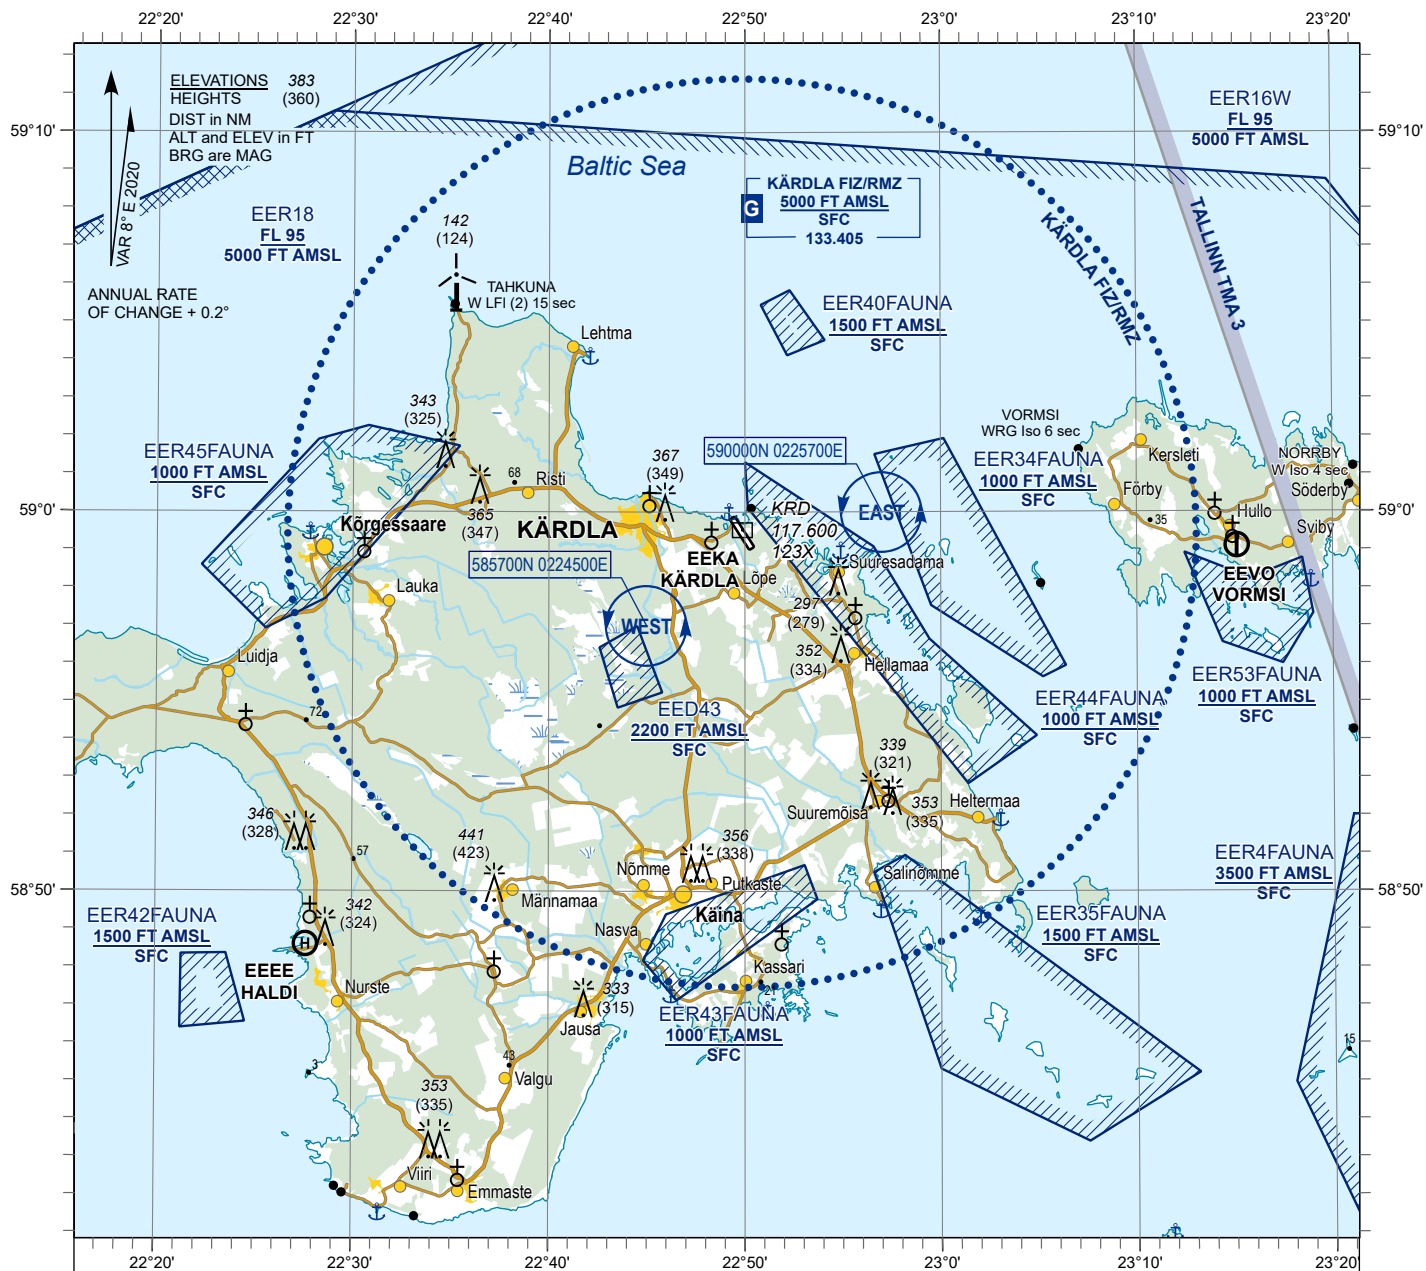 22°20'
22°30'
22°40'
22°50'
23°0'
23°10'
23°20'
59°10'
59°10'
59°0'
59°0'
58°50'
58°50'
ELEVATIONS 383
HEIGHTS (360)
DIST in NM
ALT and ELEV in FT
BRG are MAG
VAR 8° E 2020
ANNUAL RATE
OF CHANGE + 0.2°
EER18
FL 95
5000 FT AMSL
Baltic Sea
G
KÄRDLA FIZ/RMZ
5000 FT AMSL
SFC
133.405
EER16W
FL 95
5000 FT AMSL
TALLINN TMA 3
KÄRDLA FIZ/RMZ
142
(124)
TAHKUNA
W LFl (2) 15 sec
Lehtma
EER40FAUNA
1500 FT AMSL
SFC
343
(325)
EER45FAUNA
1000 FT AMSL
SFC
68
Risti
365
(347)
367
(349)
590000N 0225700E
EAST
EER34FAUNA
1000 FT AMSL
SFC
VORMSI
WRG Iso 6 sec
Kersleti
Förby
35
NORRBY
W Iso 4 sec
Söderby
Hullo
Sviby
EEVO
VORMSI
Kõrgessaare
KÄRDLA
KRD
117.600
123X
EEKA
KÄRDLA
585700N 0224500E
WEST
Lõpe
Suuresadama
297
(279)
352
(334)
Hellamaa
Lauka
Luidja
72
EED43
2200 FT AMSL
SFC
EER44FAUNA
1000 FT AMSL
SFC
EER53FAUNA
1000 FT AMSL
SFC
339
(321)
353
(335)
Suuremõisa
Heltermaa
346
(328)
57
441
(423)
Männamaa
Nõmme
356
(338)
Putkaste
Käina
Salinõmme
EER4FAUNA
3500 FT AMSL
SFC
EER42FAUNA
1500 FT AMSL
SFC
342
(324)
EEEE
HALDI
H
Nurste
Nasva
Kassari
21
EER35FAUNA
1500 FT AMSL
SFC
333
(315)
Jausa
EER43FAUNA
1000 FT AMSL
SFC
15
3
43
Valgu
353
(335)
Viiri
Emmaste
22°20'
22°30'
22°40'
22°50'
23°0'
23°10'
23°20'